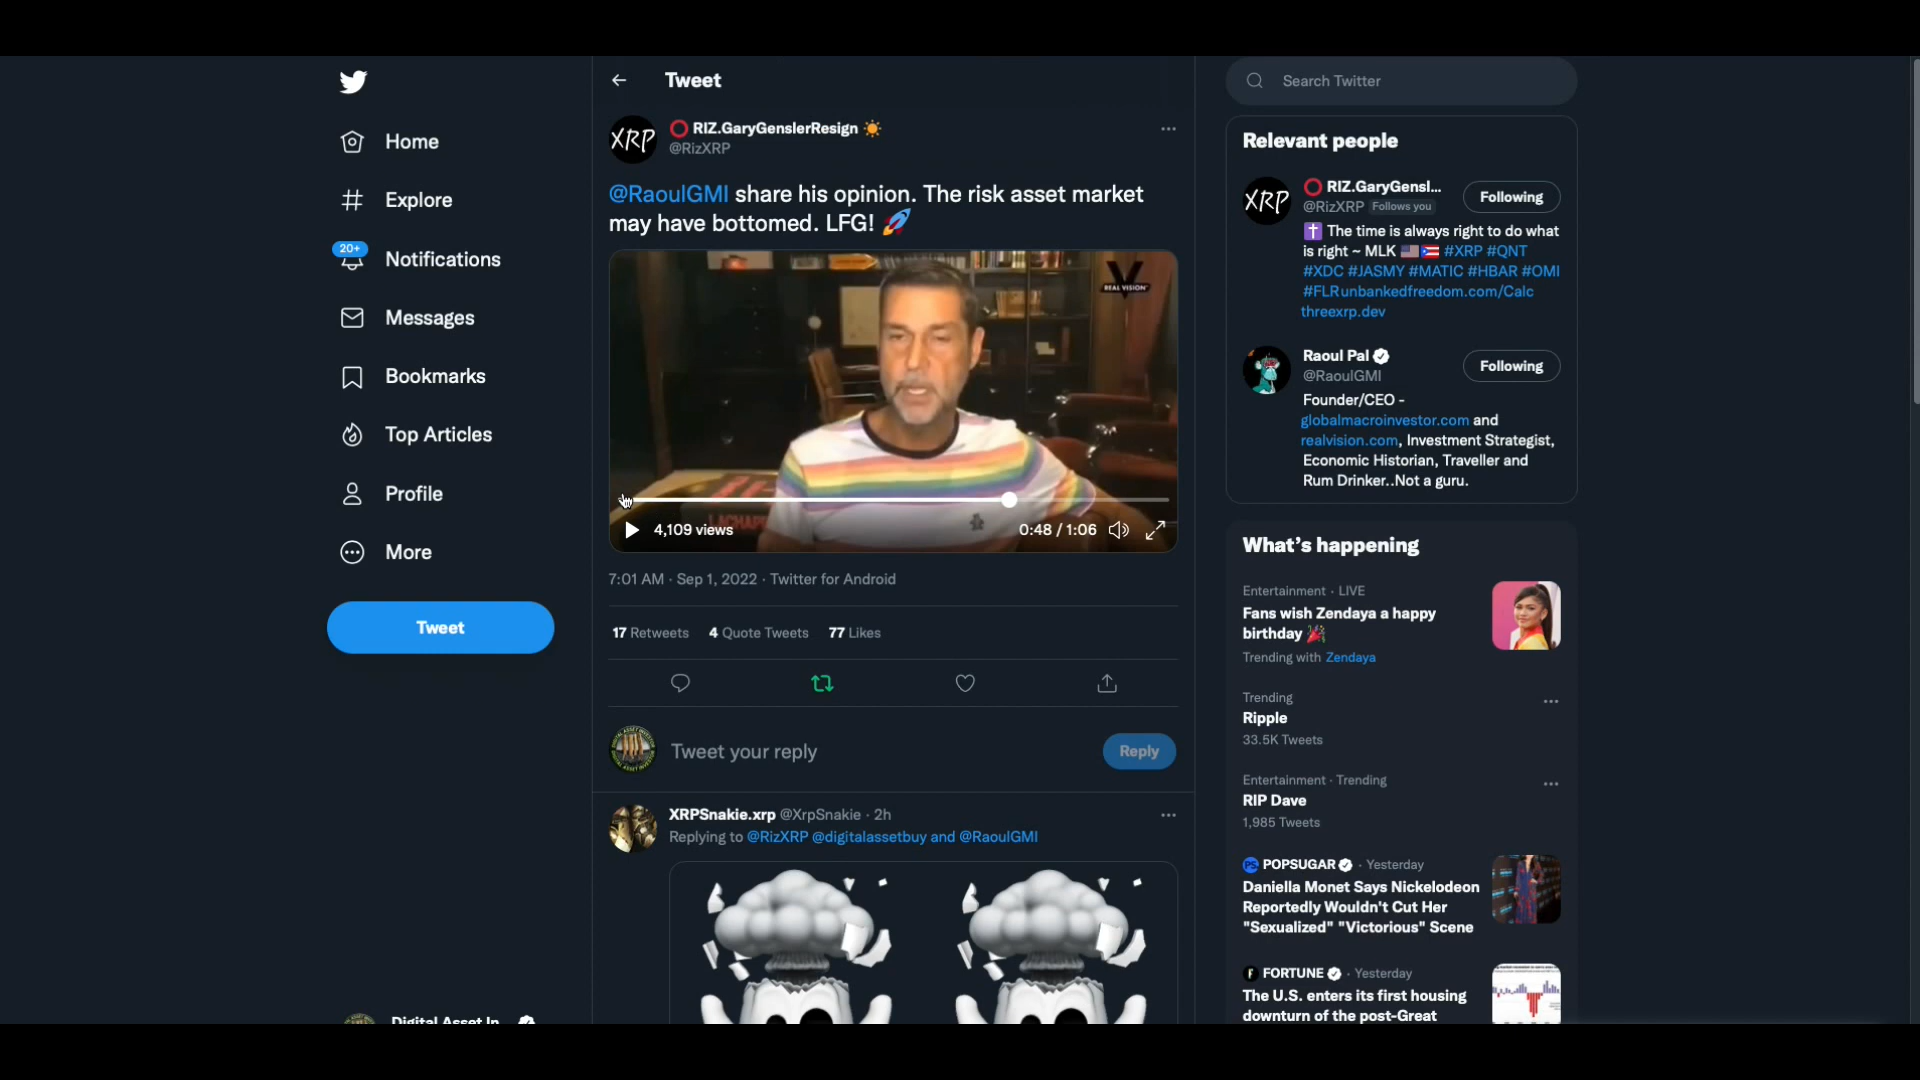 Home
Explore
20+
Notifications
Messages
Bookmarks
Top Articles
Profile
More
Tweet
Tweet
XRP
RIZ.GaryGenslerResign
@RizXRP
@RaoulGMI share his opinion. The risk asset market
may have bottomed. LFG!
REAL VISION
4,109 views
0:48 / 1:06
7:01 AM · Sep 1, 2022 · Twitter for Android
17 Retweets 4 Quote Tweets 77 Likes
Tweet your reply
Reply
XRPSnakie.xrp @XrpSnakie · 2h
Replying to @RizXRP @digitalassetbuy and @RaoulGMI
Search Twitter
Relevant people
XRP
RIZ.GaryGensl...
@RizXRP Follows you
Following
The time is always right to do what
is right ~ MLK #XRP #QNT
#XDC #JASMY #MATIC #HBAR #OMI
#FLRunbankedfreedom.com/Calc
threexrp.dev
Raoul Pal
@RaoulGMI
Following
Founder/CEO -
globalmacroinvestor.com and
realvision.com, Investment Strategist,
Economic Historian, Traveller and
Rum Drinker..Not a guru.
What's happening
Entertainment · LIVE
Fans wish Zendaya a happy
birthday
Trending with Zendaya
Trending
Ripple
33.5K Tweets
Entertainment · Trending
RIP Dave
1,985 Tweets
POPSUGAR · Yesterday
Daniella Monet Says Nickelodeon
Reportedly Wouldn't Cut Her
"Sexualized" "Victorious" Scene
FORTUNE · Yesterday
The U.S. enters its first housing
downturn of the post-Great
Digital Asset In